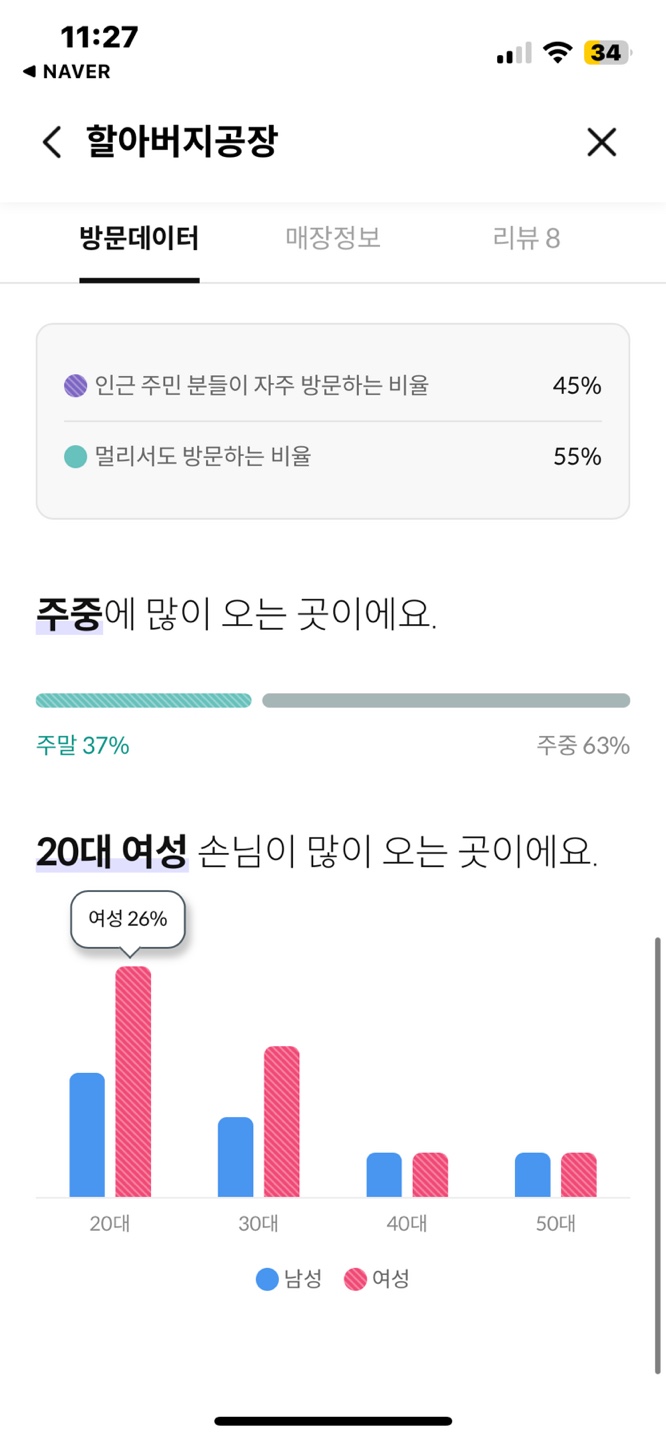 11:27
34
◀ NAVER
할아버지공장
방문데이터 매장정보 리뷰 8
인근 주민 분들이 자주 방문하는 비율 45%
멀리서도 방문하는 비율 55%
주중에 많이 오는 곳이에요.
주말 37% 주중 63%
20대 여성 손님이 많이 오는 곳이에요.
여성 26%
20대 30대 40대 50대
남성 여성